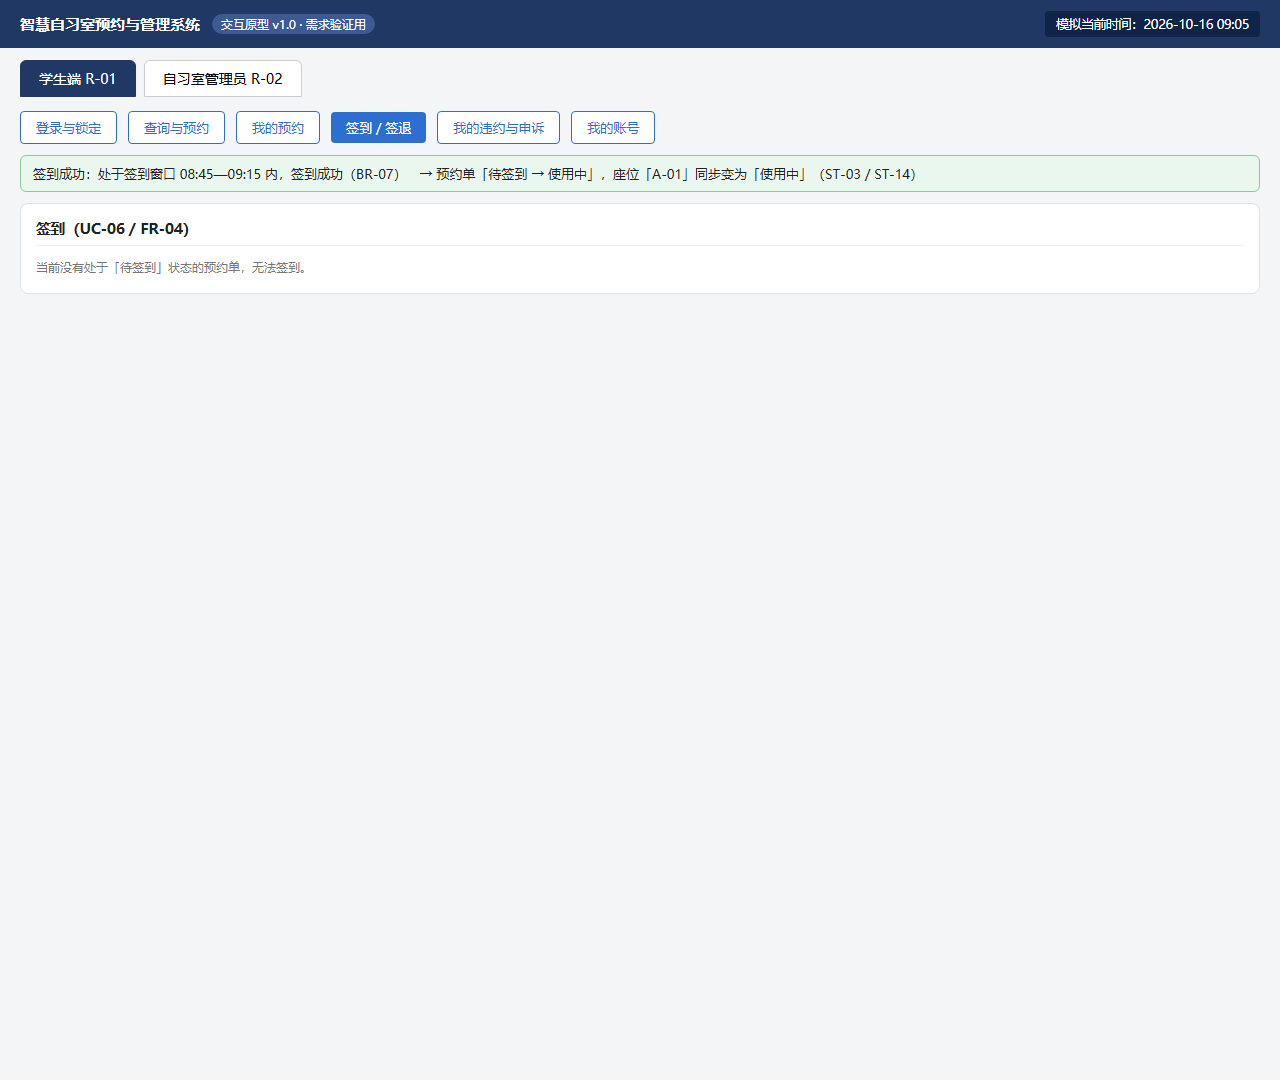 智慧自习室预约与管理系统 交互原型 v1.0 · 需求验证用 模拟当前时间：2026-10-16 09:05
学生端 R-01 自习室管理员 R-02
登录与锁定 查询与预约 我的预约 签到 / 签退 我的违约与申诉 我的账号
签到成功：处于签到窗口 08:45—09:15 内，签到成功（BR-07） → 预约单「待签到 → 使用中」，座位「A-01」同步变为「使用中」（ST-03 / ST-14）
签到（UC-06 / FR-04）
当前没有处于「待签到」状态的预约单，无法签到。